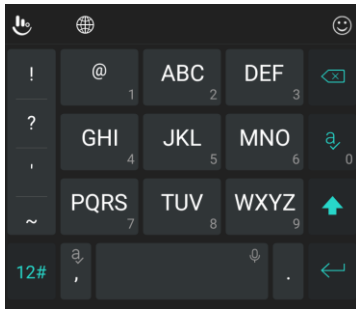 ! @ 1 ABC 2 DEF 3
? GHI 4 JKL 5 MNO 6 a 0
' PQRS 7 TUV 8 WXYZ 9
~
12# a , .